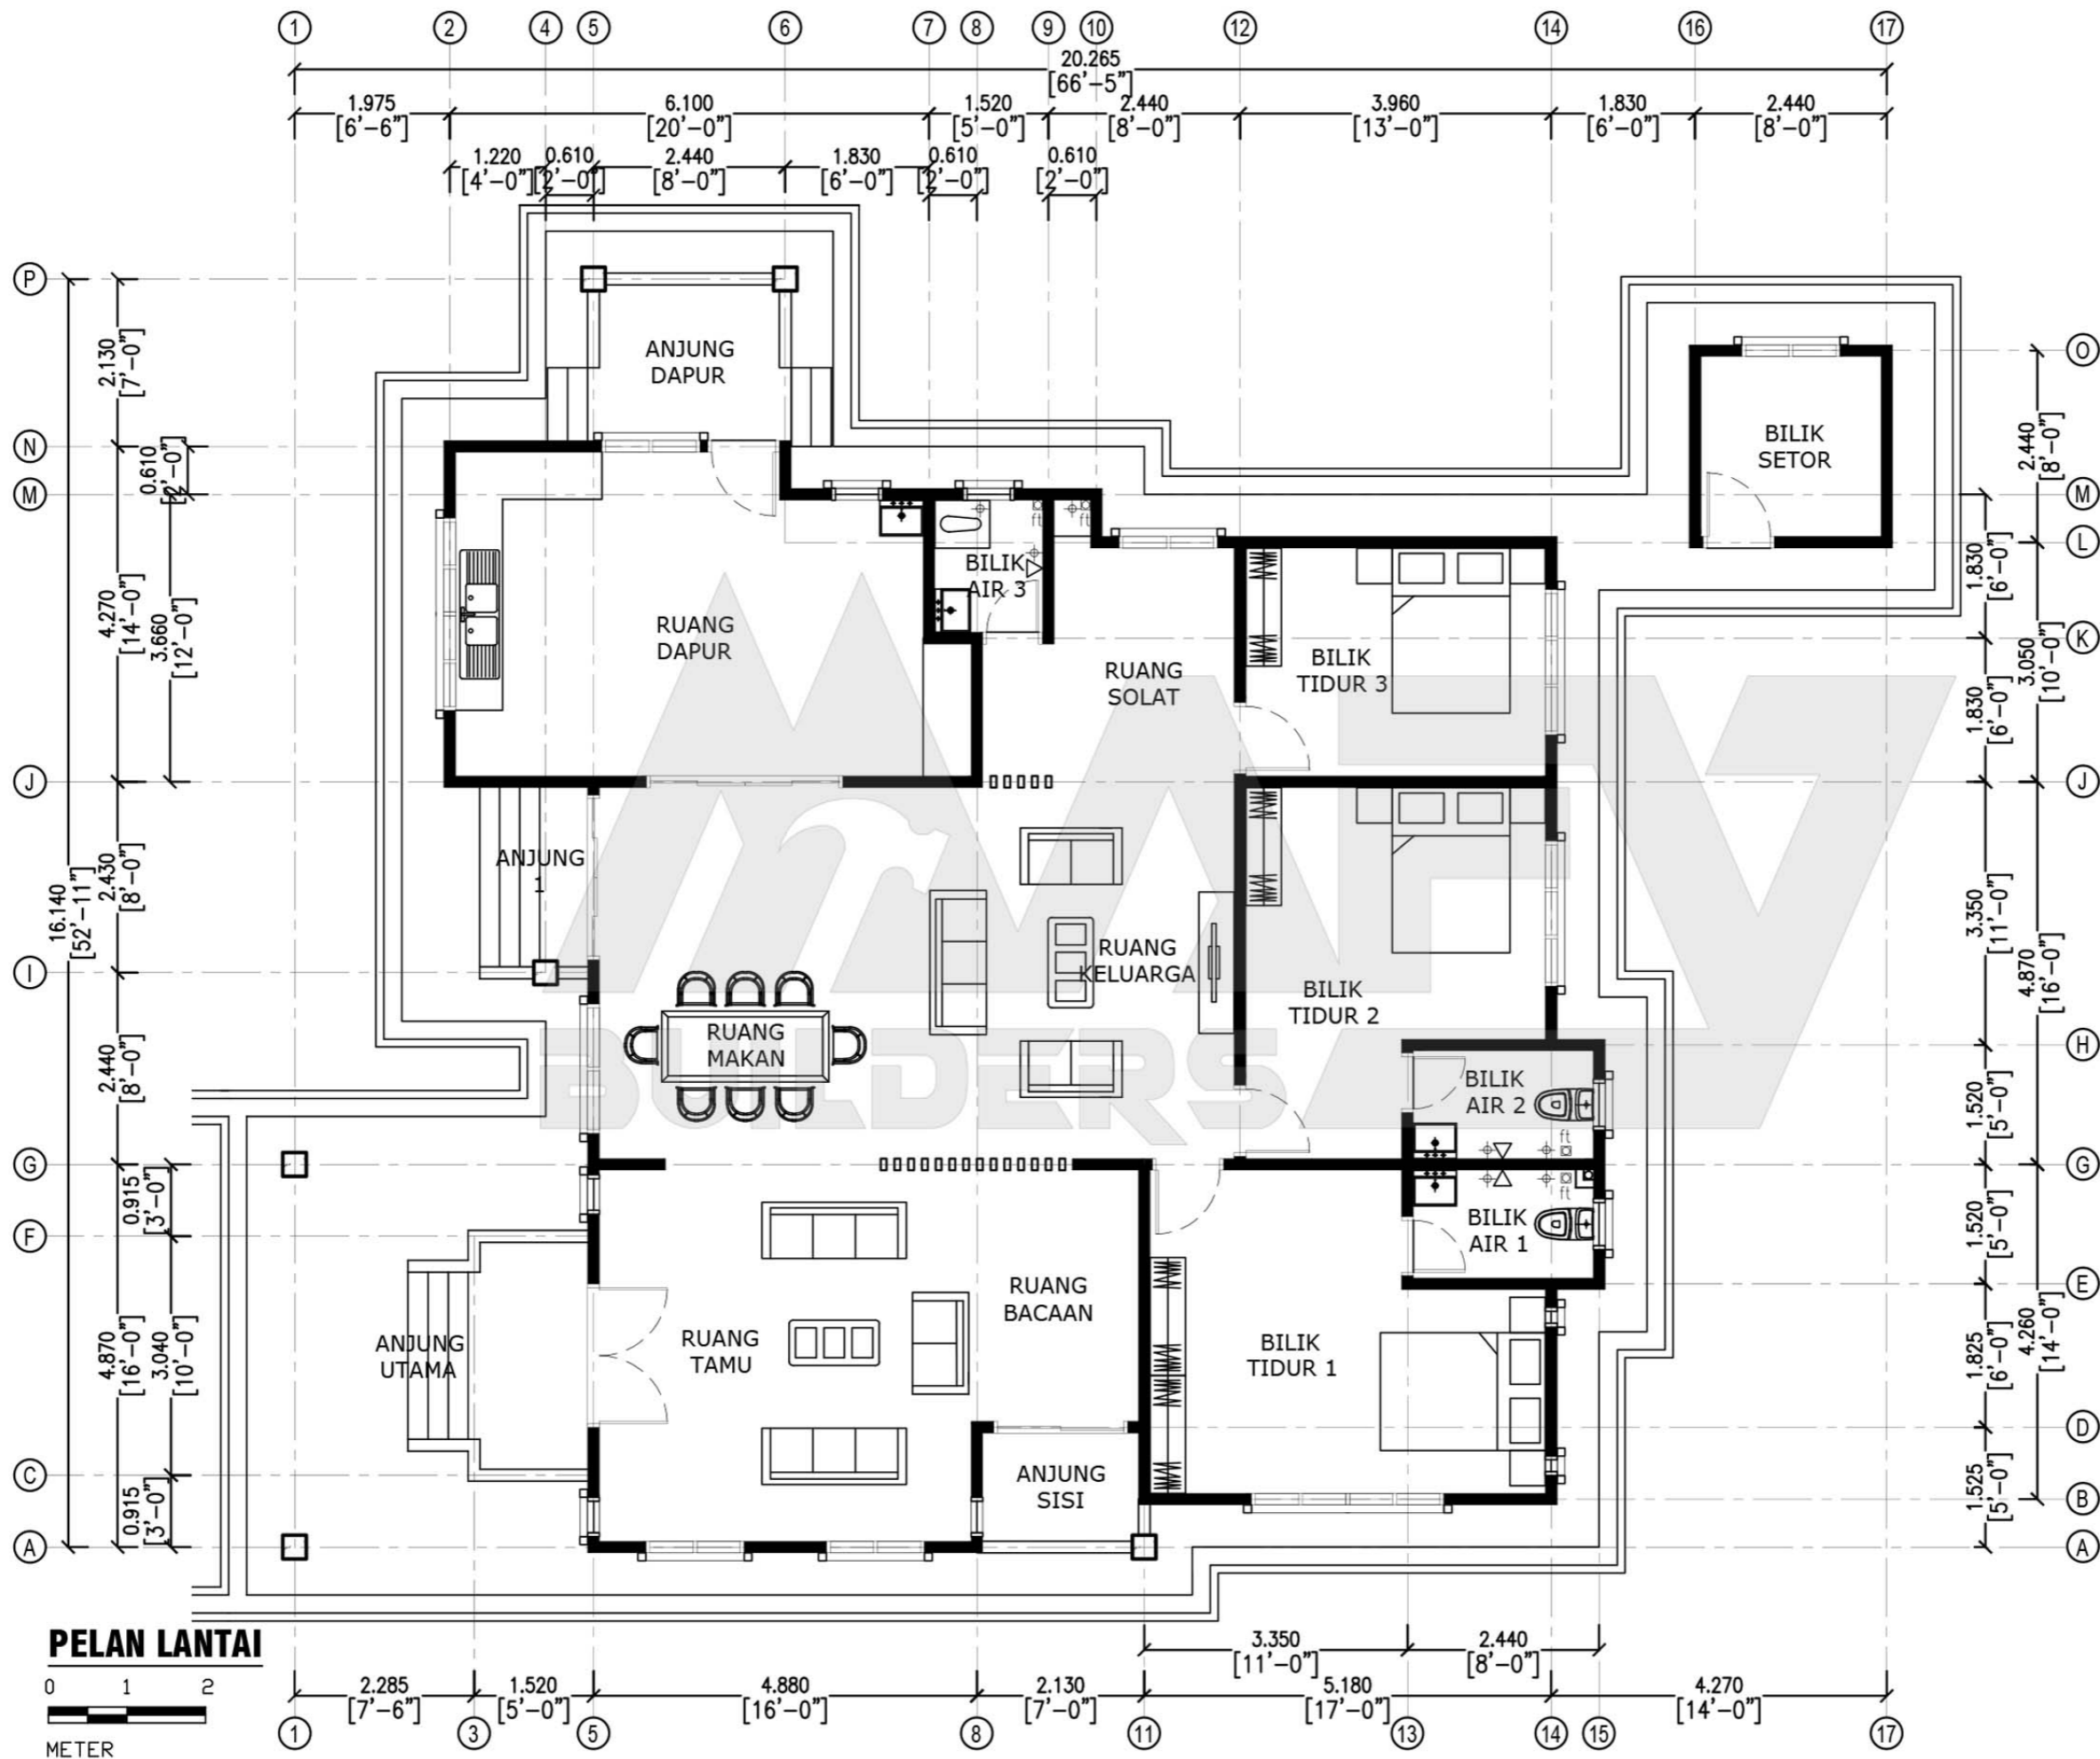 1 2 4 5 6 7 8 9 10 12 14 16 17
20.265
[66'-5"]
1.975 6.100 1.520 2.440 3.960 1.830 2.440
[6'-6"] [20'-0"] [5'-0"] [8'-0"] [13'-0"] [6'-0"] [8'-0"]
1.220 0.610 2.440 1.830 0.610 0.610
[4'-0"] [2'-0"] [8'-0"] [6'-0"] [2'-0"] [2'-0"]
P
N
M
J
I
G
F
C
A
O
M
L
K
J
H
G
E
D
B
A
16.140
[52'-11"]
2.130
[7'-0"]
0.610
[2'-0"]
4.270
[14'-0"]
3.660
[12'-0"]
2.430
[8'-0"]
2.440
[8'-0"]
0.915
[3'-0"]
4.870
[16'-0"]
3.040
[10'-0"]
0.915
[3'-0"]
2.440
[8'-0"]
1.830
[6'-0"]
3.050
[10'-0"]
1.830
[6'-0"]
3.350
[11'-0"]
4.870
[16'-0"]
1.520
[5'-0"]
1.520
[5'-0"]
1.825
[6'-0"]
4.260
[14'-0"]
1.525
[5'-0"]
ANJUNG
DAPUR
BILIK
SETOR
ft
ft
BILIK
AIR 3
RUANG
DAPUR
RUANG
SOLAT
BILIK
TIDUR 3
ANJUNG
1
RUANG
KELUARGA
BILIK
TIDUR 2
RUANG
MAKAN
BUILDERS
BILIK
AIR 2
ft
ft
BILIK
AIR 1
RUANG
BACAAN
ANJUNG
UTAMA
RUANG
TAMU
BILIK
TIDUR 1
ANJUNG
SISI
PELAN LANTAI
0 1 2
METER
3.350 2.440
[11'-0"] [8'-0"]
2.285 1.520 4.880 2.130 5.180 4.270
[7'-6"] [5'-0"] [16'-0"] [7'-0"] [17'-0"] [14'-0"]
1 3 5 8 11 13 14 15 17